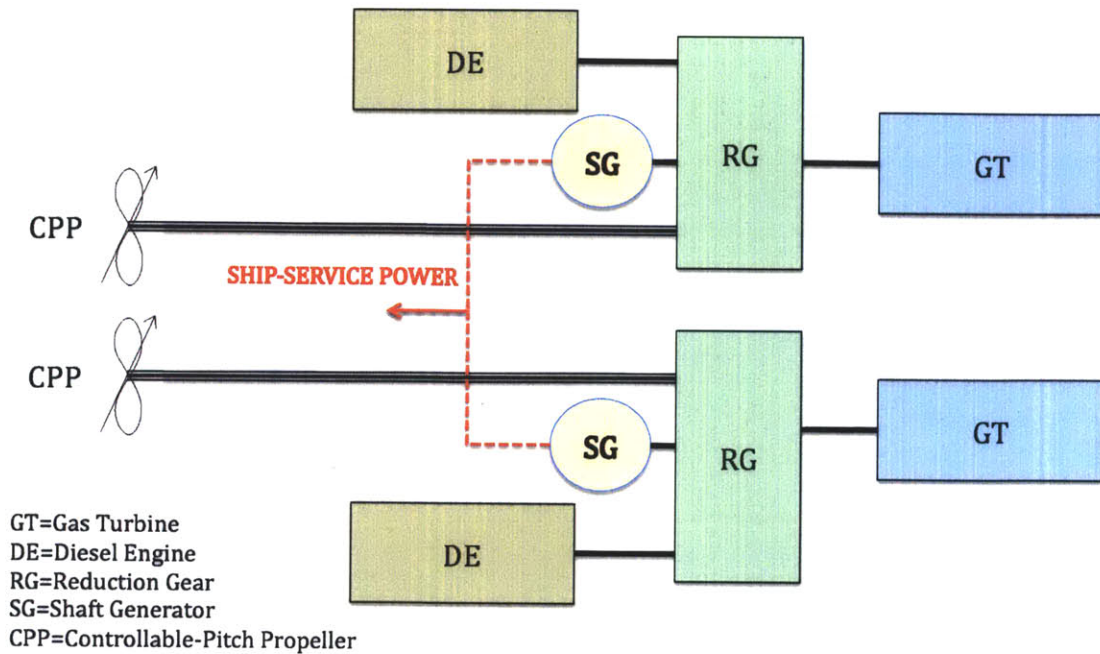 DE
SG
RG
GT
CPP
SHIP-SERVICE POWER
CPP
SG
RG
GT
DE
GT=Gas Turbine
DE=Diesel Engine
RG=Reduction Gear
SG=Shaft Generator
CPP=Controllable-Pitch Propeller